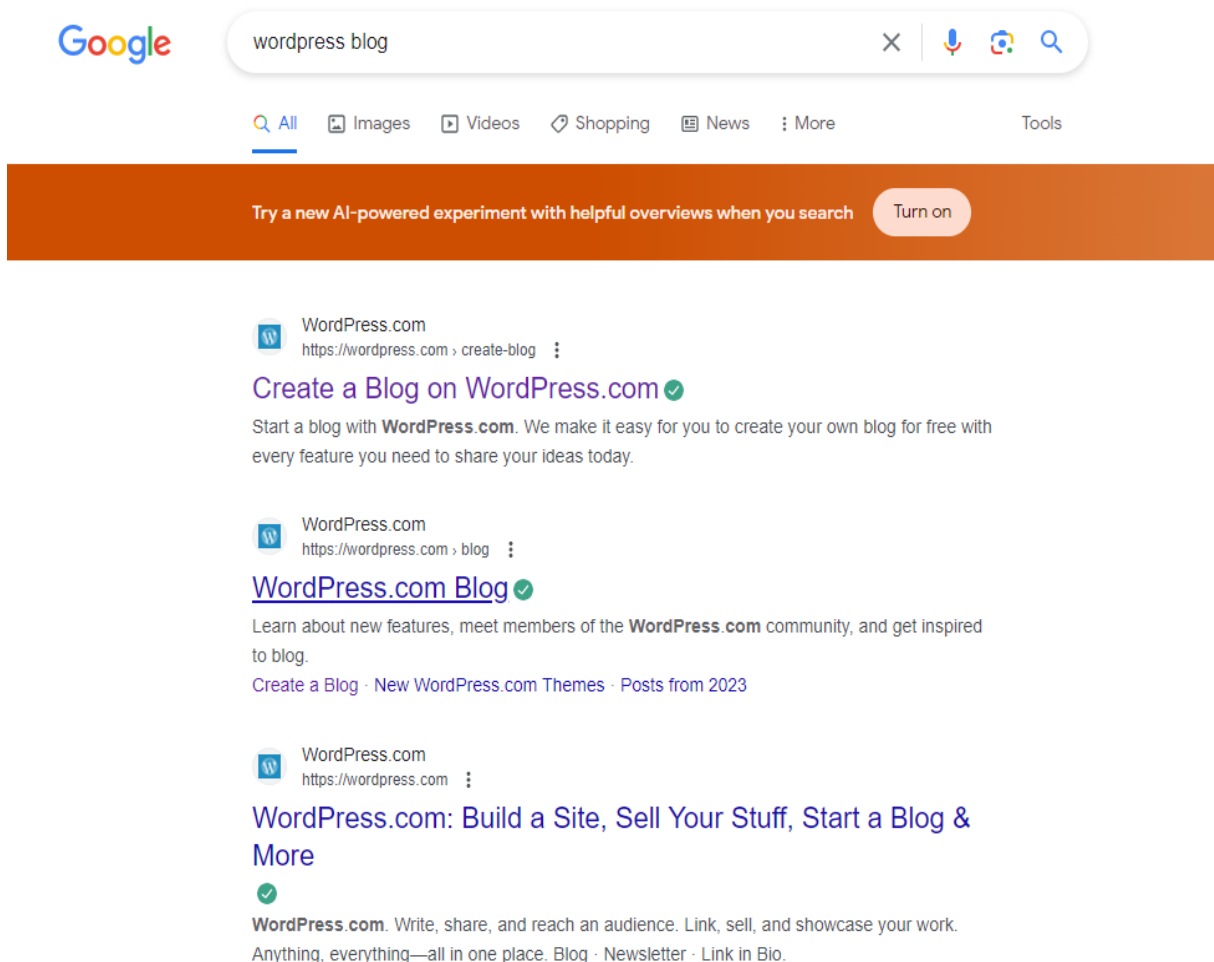 Google
wordpress blog
All Images Videos Shopping News More Tools
Try a new AI-powered experiment with helpful overviews when you search Turn on
WordPress.com
https://wordpress.com › create-blog
Create a Blog on WordPress.com
Start a blog with WordPress.com. We make it easy for you to create your own blog for free with
every feature you need to share your ideas today.
WordPress.com
https://wordpress.com › blog
WordPress.com Blog
Learn about new features, meet members of the WordPress.com community, and get inspired
to blog.
Create a Blog · New WordPress.com Themes · Posts from 2023
WordPress.com
https://wordpress.com
WordPress.com: Build a Site, Sell Your Stuff, Start a Blog &
More
WordPress.com. Write, share, and reach an audience. Link, sell, and showcase your work.
Anything, everything—all in one place. Blog · Newsletter · Link in Bio.